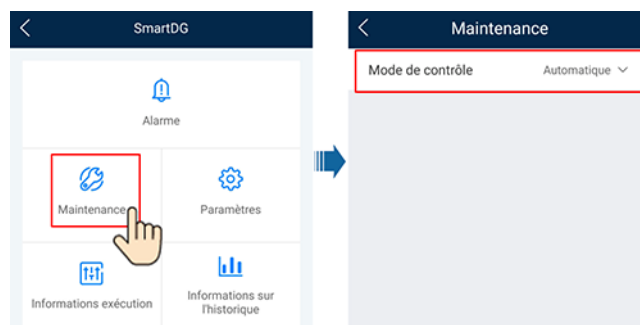 SmartDG
Alarme
Maintenance
Paramètres
Informations exécution
Informations sur
l'historique
Maintenance
Mode de contrôle
Automatique